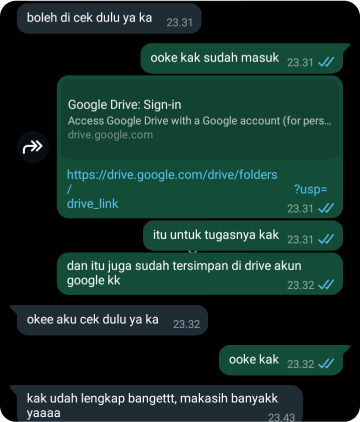 boleh di cek dulu ya ka 23.31
ooke kak sudah masuk 23.31
Google Drive: Sign-in
Access Google Drive with a Google account (for pers...
drive.google.com
https://drive.google.com/drive/folders
/ ?usp=
drive_link
23.31
itu untuk tugasnya kak 23.31
dan itu juga sudah tersimpan di drive akun
google kk 23.32
okee aku cek dulu ya ka 23.32
ooke kak 23.32
kak udah lengkap bangettt, makasih banyakk
yaaaa 23.43